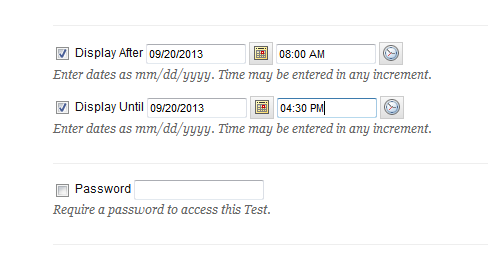 Display After 09/20/2013 08:00 AM
Enter dates as mm/dd/yyyy. Time may be entered in any increment.
Display Until 09/20/2013 04:30 PM
Enter dates as mm/dd/yyyy. Time may be entered in any increment.
Password
Require a password to access this Test.